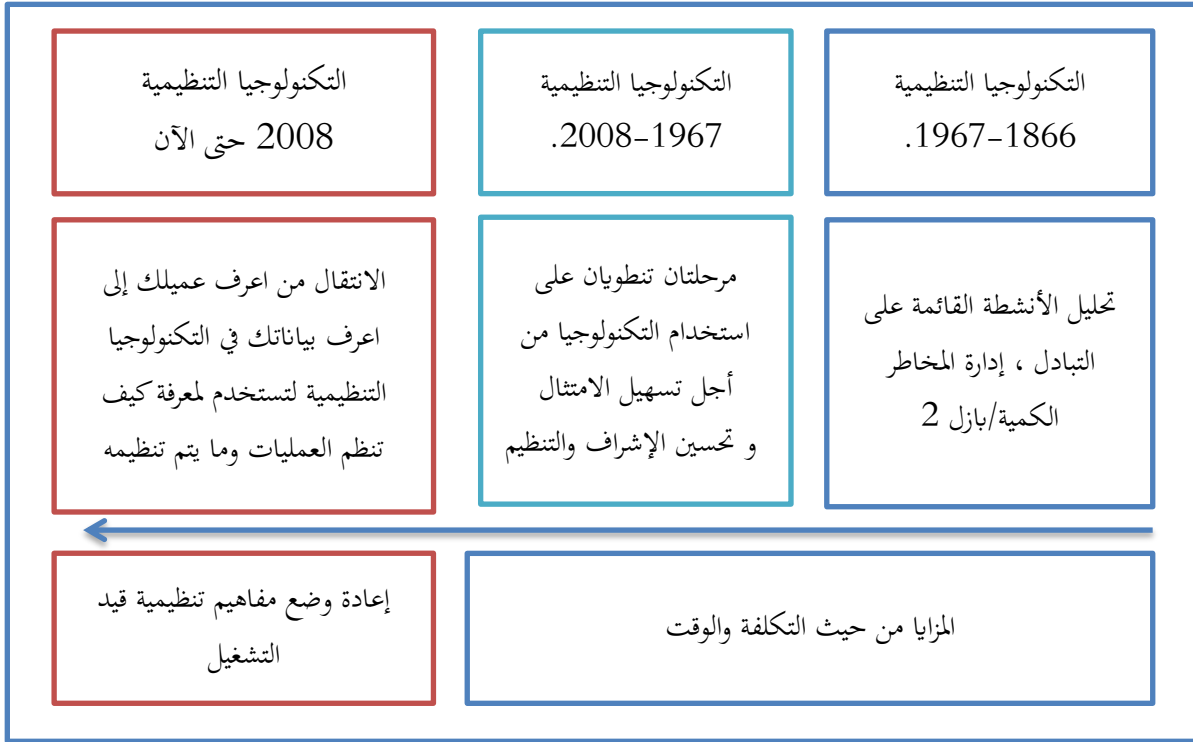 التكنولوجيا التنظيمية
1866-1967.
التكنولوجيا التنظيمية
1967-2008.
التكنولوجيا التنظيمية
2008 حتى الآن
تحليل الأنشطة القائمة على
التبادل ، إدارة المخاطر
الكمية/بازل 2
مرحلتان تنطويان على
استخدام التكنولوجيا من
أجل تسهيل الامتثال
و تحسين الإشراف والتنظيم
الانتقال من اعرف عميلك إلى
اعرف بياناتك في التكنولوجيا
التنظيمية لتستخدم لمعرفة كيف
تنظم العمليات وما يتم تنظيمه
المزايا من حيث التكلفة والوقت
إعادة وضع مفاهيم تنظيمية قيد
التشغيل